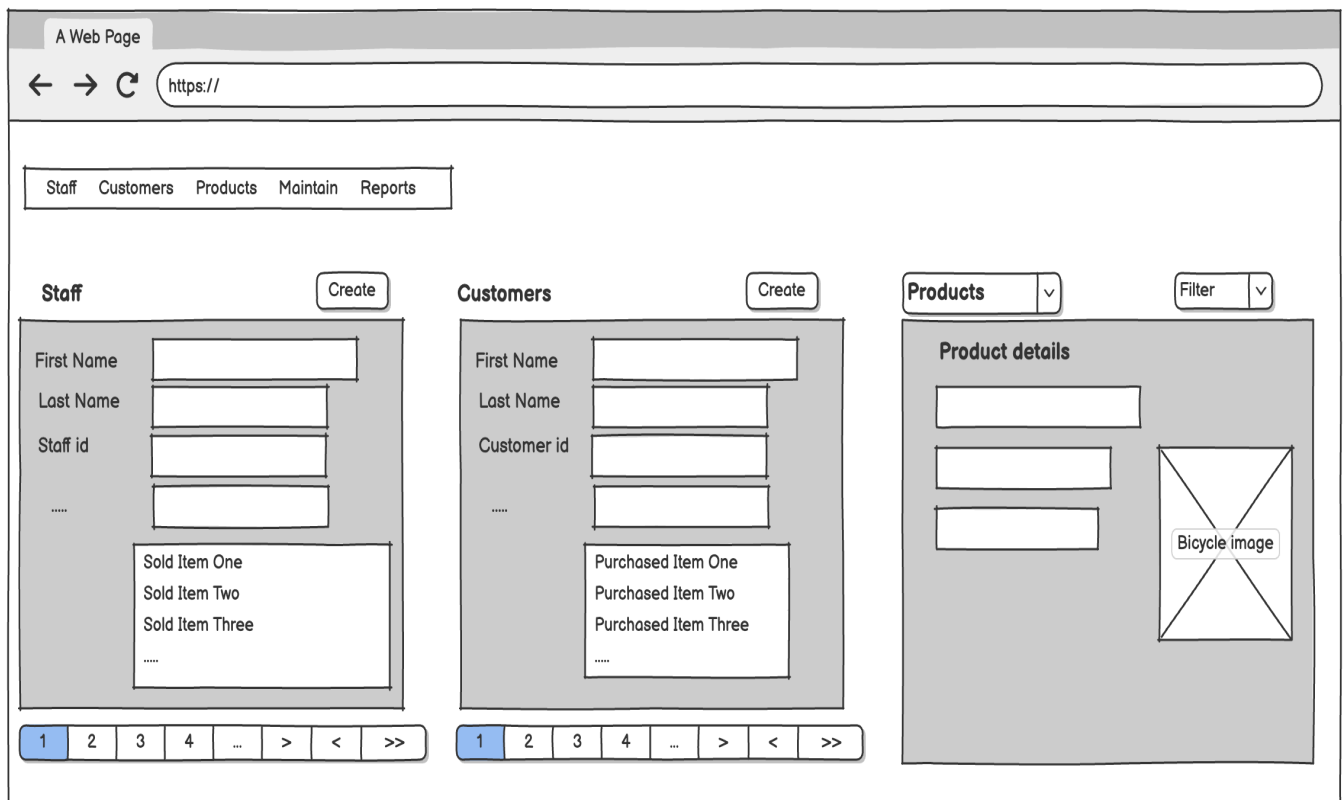 A Web Page
https://
Staff Customers Products Maintain Reports
Staff
Create
First Name
Last Name
Staff id
.....
Sold Item One
Sold Item Two
Sold Item Three
.....
1 2 3 4 ... > < >>
Customers
Create
First Name
Last Name
Customer id
.....
Purchased Item One
Purchased Item Two
Purchased Item Three
.....
1 2 3 4 ... > < >>
Products
Filter
Product details
Bicycle image